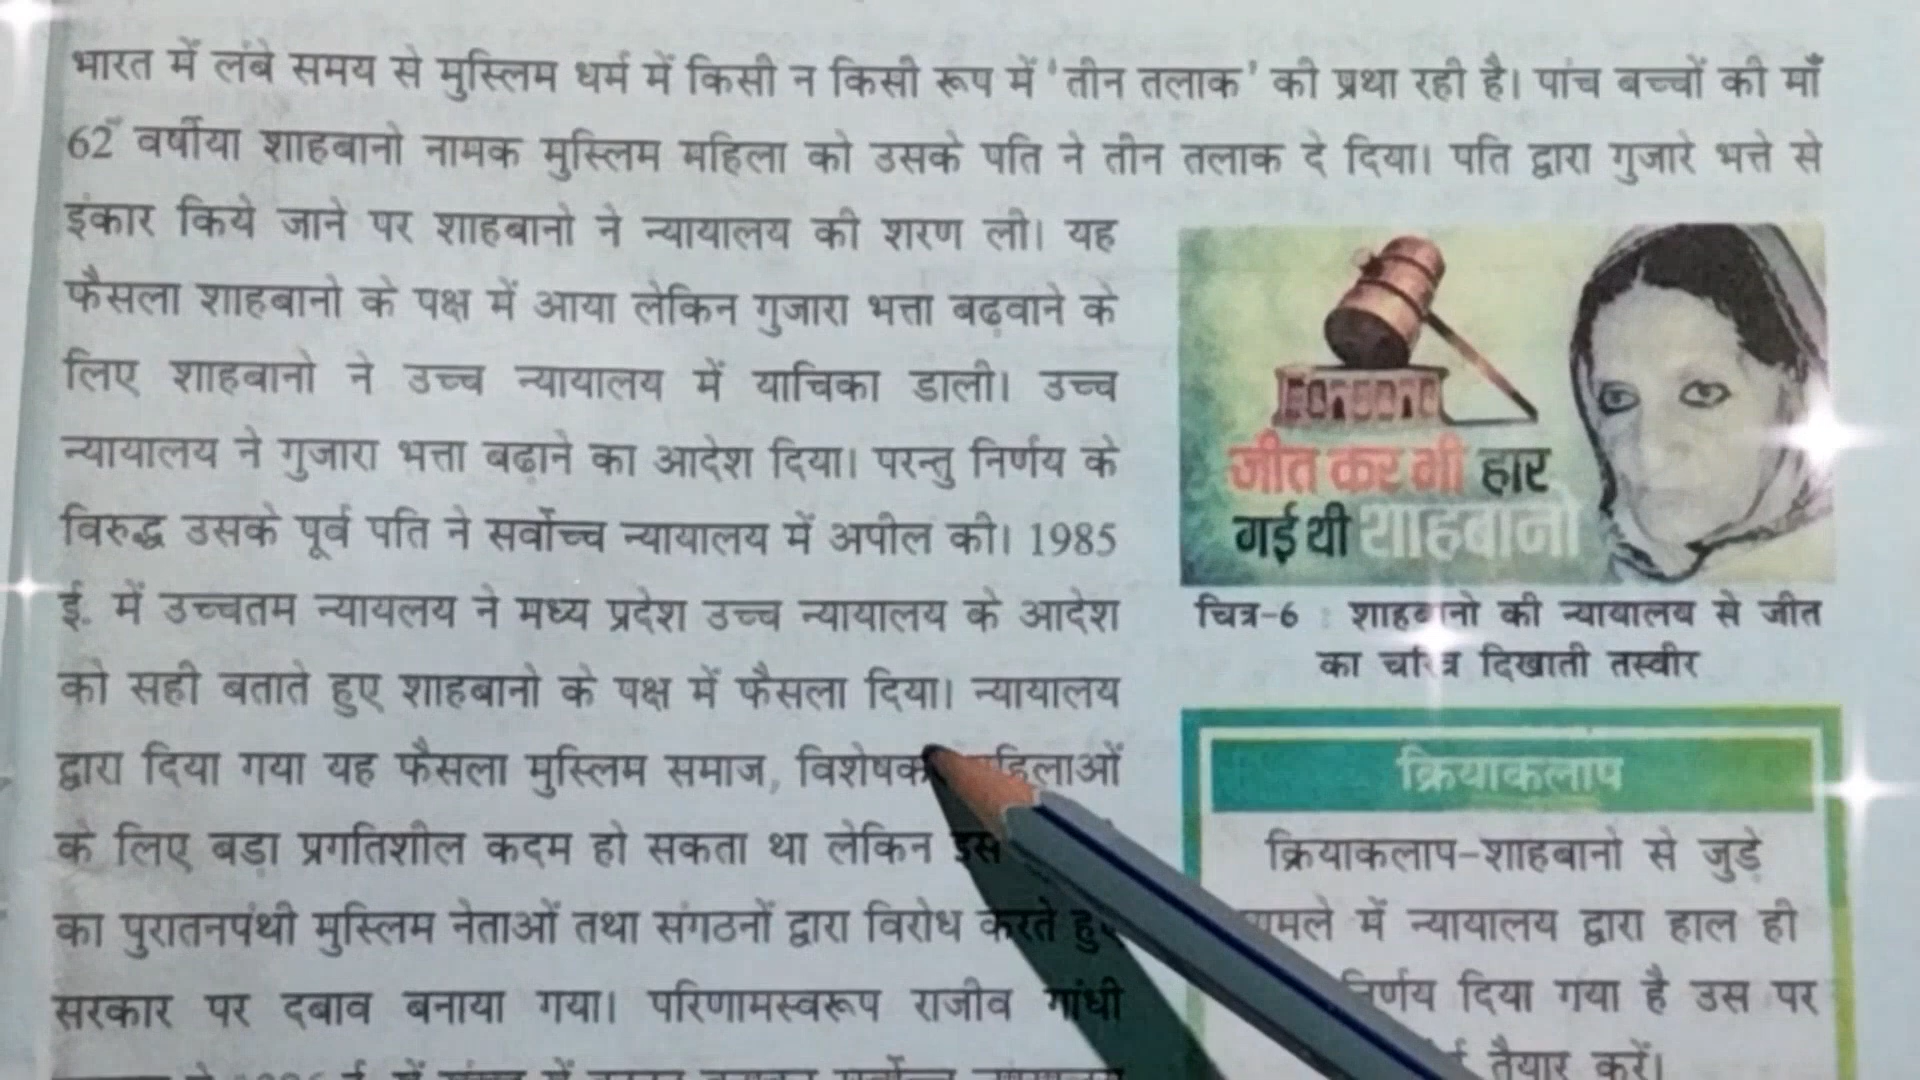 भारत में लंबे समय से मुस्लिम धर्म में किसी न किसी रूप में 'तीन तलाक' की प्रथा रही है। पांच बच्चों की माँ
62 वर्षीया शाहबानो नामक मुस्लिम महिला को उसके पति ने तीन तलाक दे दिया। पति द्वारा गुजारे भत्ते से
इंकार किये जाने पर शाहबानो ने न्यायालय की शरण ली। यह
फैसला शाहबानो के पक्ष में आया लेकिन गुजारा भत्ता बढ़वाने के
लिए शाहबानो ने उच्च न्यायालय में याचिका डाली। उच्च
न्यायालय ने गुजारा भत्ता बढ़ाने का आदेश दिया। परन्तु निर्णय के
विरुद्ध उसके पूर्व पति ने सर्वोच्च न्यायालय में अपील की। 1985
ई. में उच्चतम न्यायलय ने मध्य प्रदेश उच्च न्यायालय के आदेश
को सही बताते हुए शाहबानो के पक्ष में फैसला दिया। न्यायालय
द्वारा दिया गया यह फैसला मुस्लिम समाज,
के लिए बड़ा प्रगतिशील कदम हो सकता था लेकिन इस
का पुरातनपंथी मुस्लिम नेताओं तथा संगठनों द्वारा विरोध करते
सरकार पर दबाव बनाया गया। परिणामस्वरूप राजीव गांधी
जीत कर भी हार
गई थी शाहबानो
चित्र-6 : शाहबानो की न्यायालय से जीत
का चरित्र दिखाती तस्वीर
क्रियाकलाप
क्रियाकलाप-शाहबानो से जुड़े
में न्यायालय द्वारा हाल ही
दिया गया है उस पर
तैयार करें।